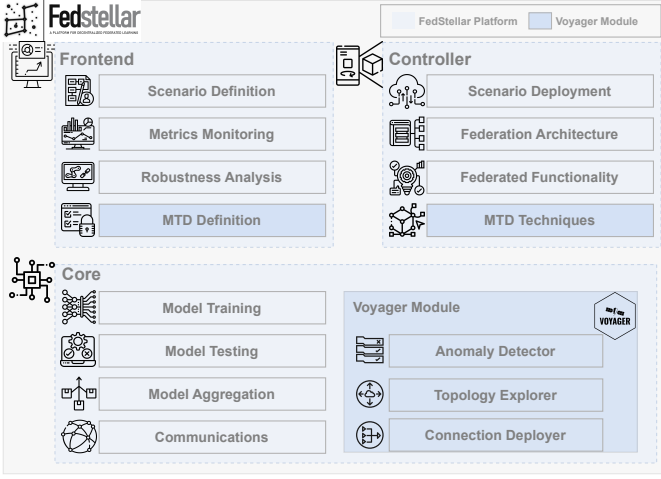 Fedstellar
A PLATFORM FOR DECENTRALIZED FEDERATED LEARNING
FedStellar Platform
Voyager Module
Frontend
Scenario Definition
Metrics Monitoring
Robustness Analysis
MTD Definition
Controller
Scenario Deployment
Federation Architecture
Federated Functionality
MTD Techniques
Core
Model Training
Model Testing
Model Aggregation
Communications
Voyager Module
VOYAGER
Anomaly Detector
Topology Explorer
Connection Deployer